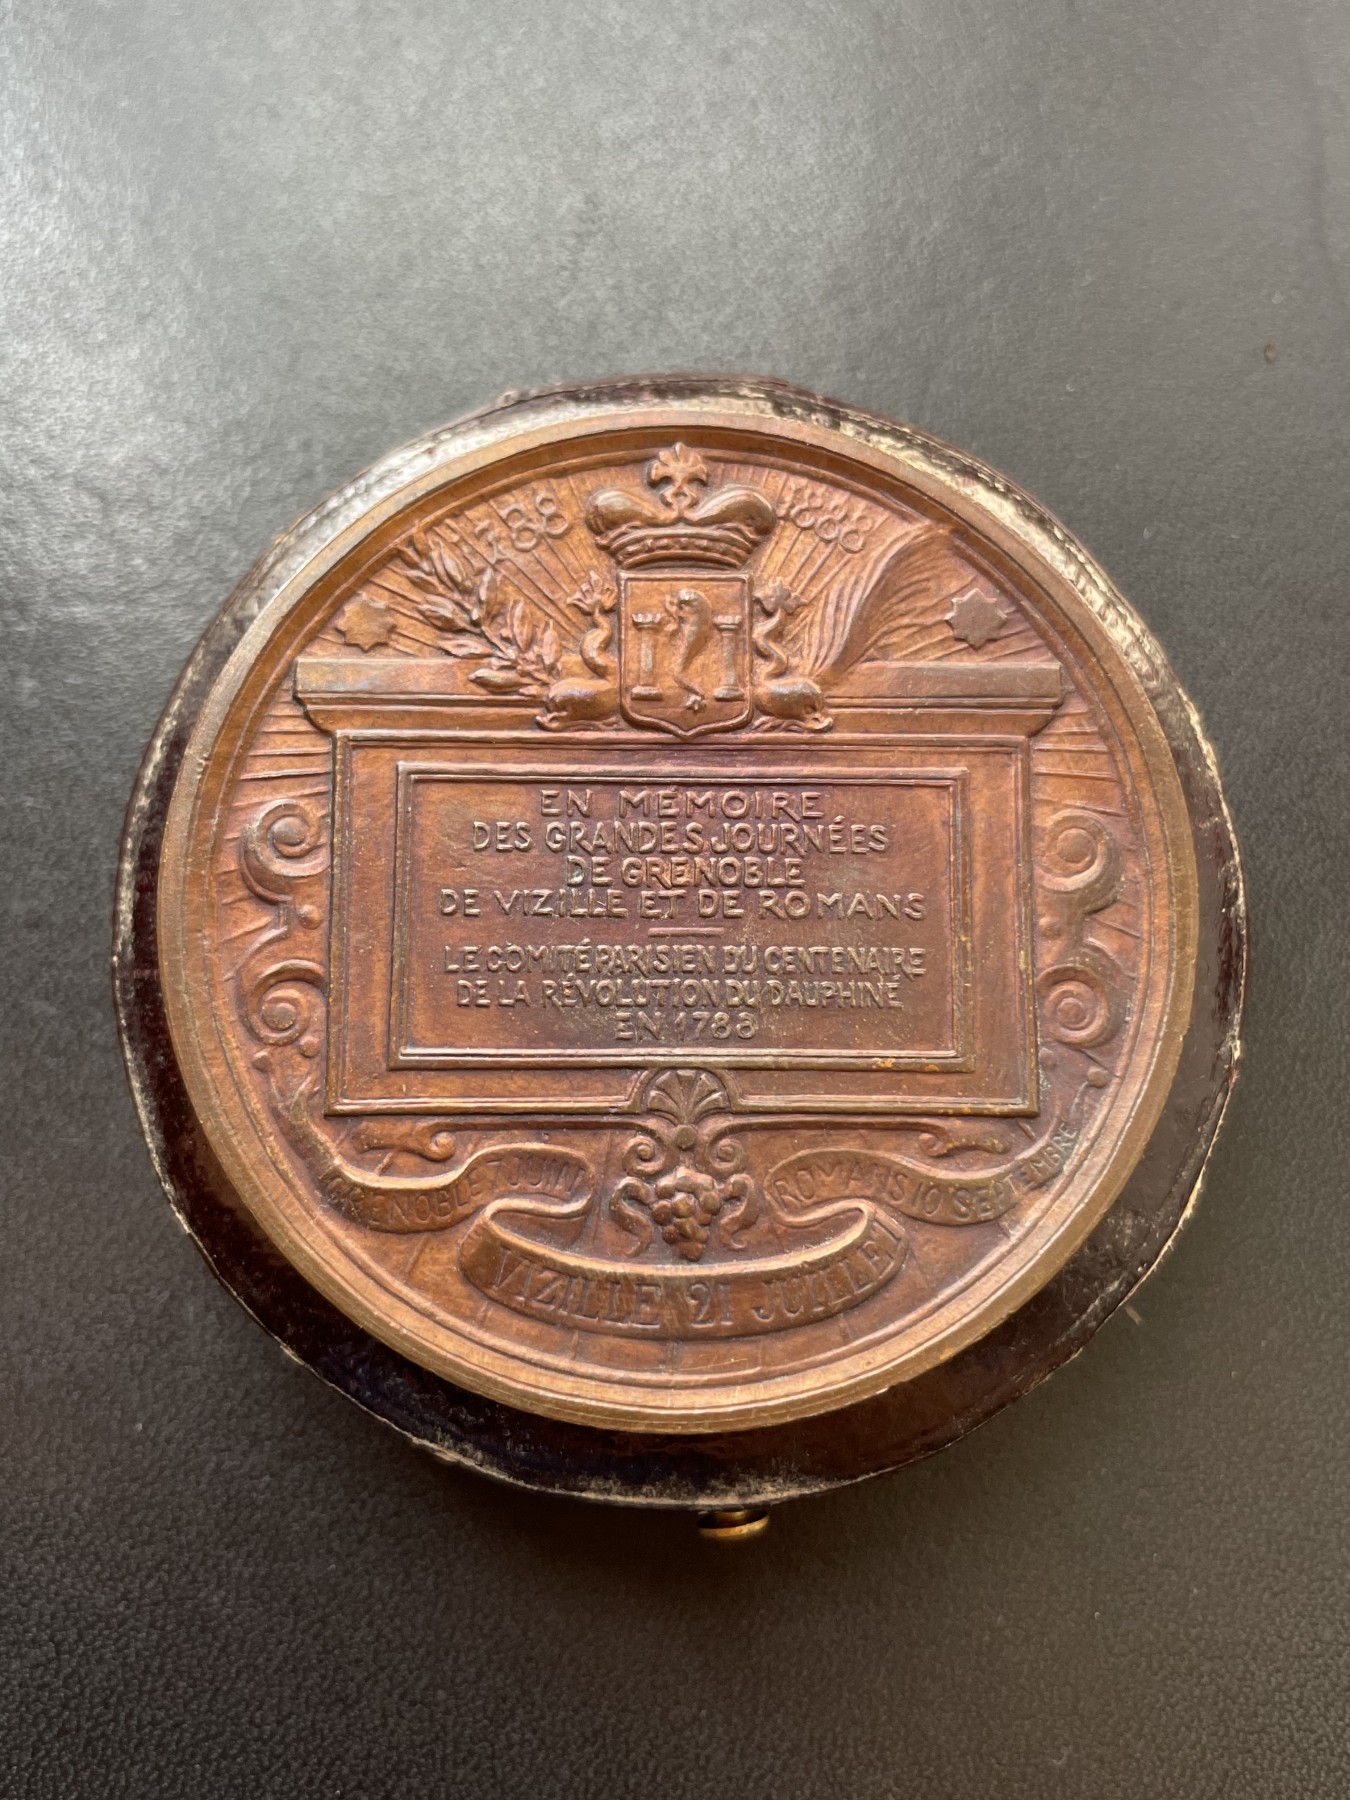 1788 1888
EN MÉMOIRE
DES GRANDES JOURNÉES
DE GRENOBLE
DE VIZILLE ET DE ROMANS
LE COMITÉ PARISIEN DU CENTENAIRE
DE LA RÉVOLUTION DU DAUPHINÉ
EN 1788
GRENOBLE 7 JUIN
ROMANS 10 SEPTEMBRE
VIZILLE 21 JUILLET